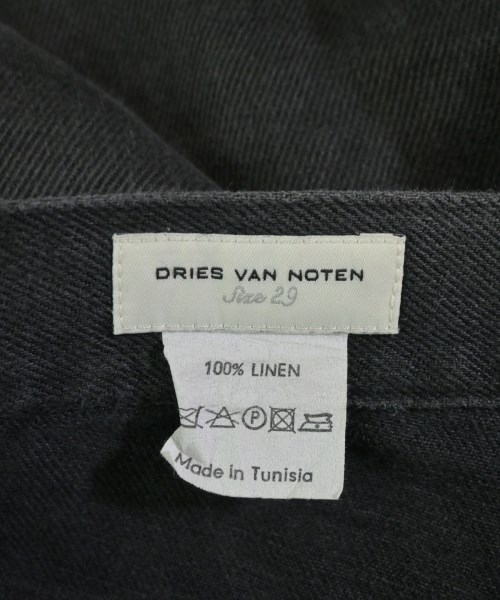 DRIES VAN NOTEN
Size 29
100% LINEN
P
Made in Tunisia